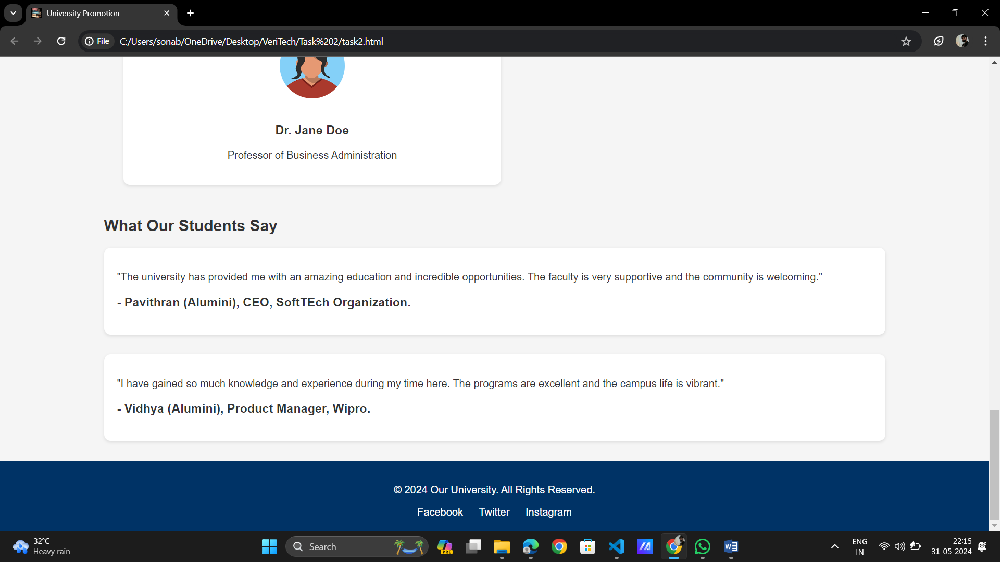 University Promotion
File
C:/Users/sonab/OneDrive/Desktop/VeriTech/Task%202/task2.html
Dr. Jane Doe
Professor of Business Administration
What Our Students Say
"The university has provided me with an amazing education and incredible opportunities. The faculty is very supportive and the community is welcoming."
- Pavithran (Alumini), CEO, SoftTEch Organization.
"I have gained so much knowledge and experience during my time here. The programs are excellent and the campus life is vibrant."
- Vidhya (Alumini), Product Manager, Wipro.
© 2024 Our University. All Rights Reserved.
Facebook Twitter Instagram
32°C
Heavy rain
Search
PRE
W
ENG
IN
22:15
31-05-2024